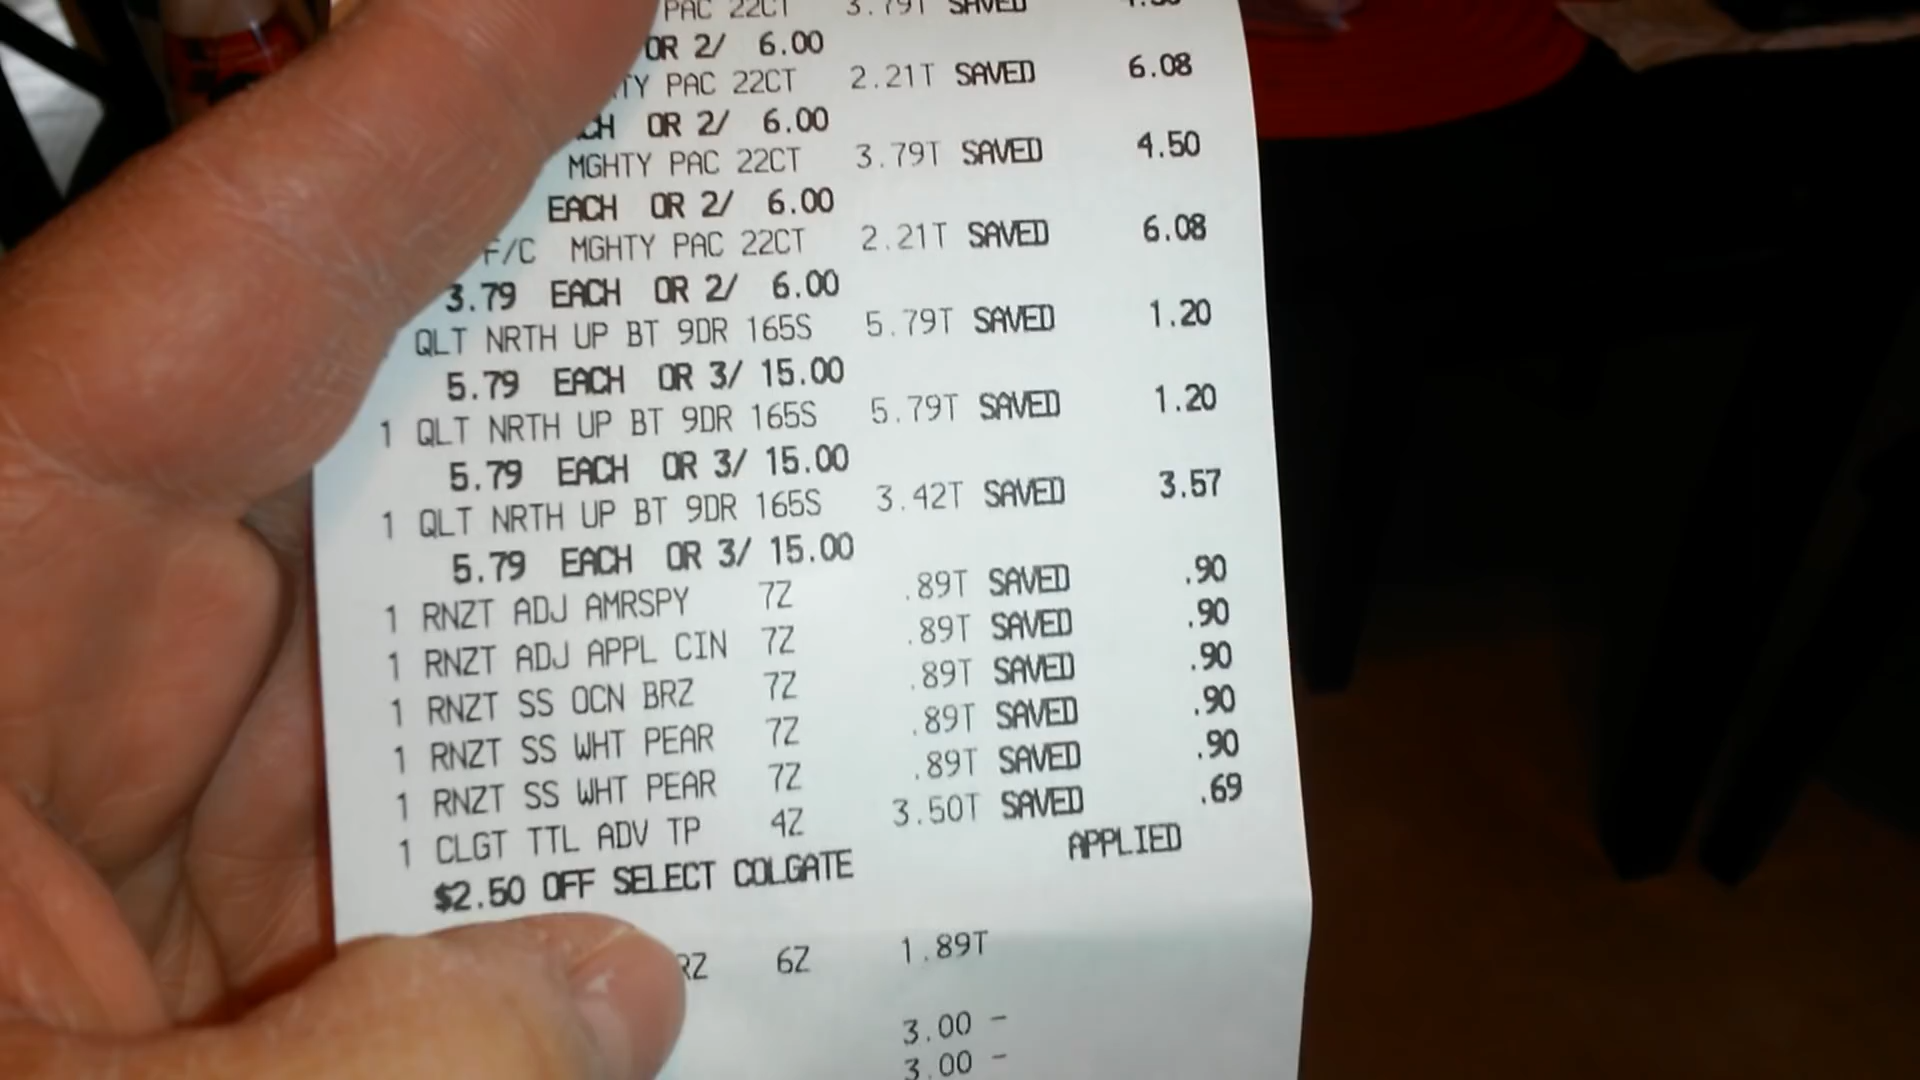 PAC 22CT 3.79T SAVED
OR 2/ 6.00
TY PAC 22CT 2.21T SAVED 6.08
CH OR 2/ 6.00
MGHTY PAC 22CT 3.79T SAVED 4.50
EACH OR 2/ 6.00
F/C MGHTY PAC 22CT 2.21T SAVED 6.08
3.79 EACH OR 2/ 6.00
QLT NRTH UP BT 9DR 165S 5.79T SAVED 1.20
5.79 EACH OR 3/ 15.00
1 QLT NRTH UP BT 9DR 165S 5.79T SAVED 1.20
5.79 EACH OR 3/ 15.00
1 QLT NRTH UP BT 9DR 165S 3.42T SAVED 3.57
5.79 EACH OR 3/ 15.00
1 RNZT ADJ AMRSPY 7Z .89T SAVED .90
1 RNZT ADJ APPL CIN 7Z .89T SAVED .90
1 RNZT SS OCN BRZ 7Z .89T SAVED .90
1 RNZT SS WHT PEAR 7Z .89T SAVED .90
1 RNZT SS WHT PEAR 7Z .89T SAVED .90
1 CLGT TTL ADV TP 4Z 3.50T SAVED .69
$2.50 OFF SELECT COLGATE APPLIED
RZ 6Z 1.89T
3.00 -
3.00 -